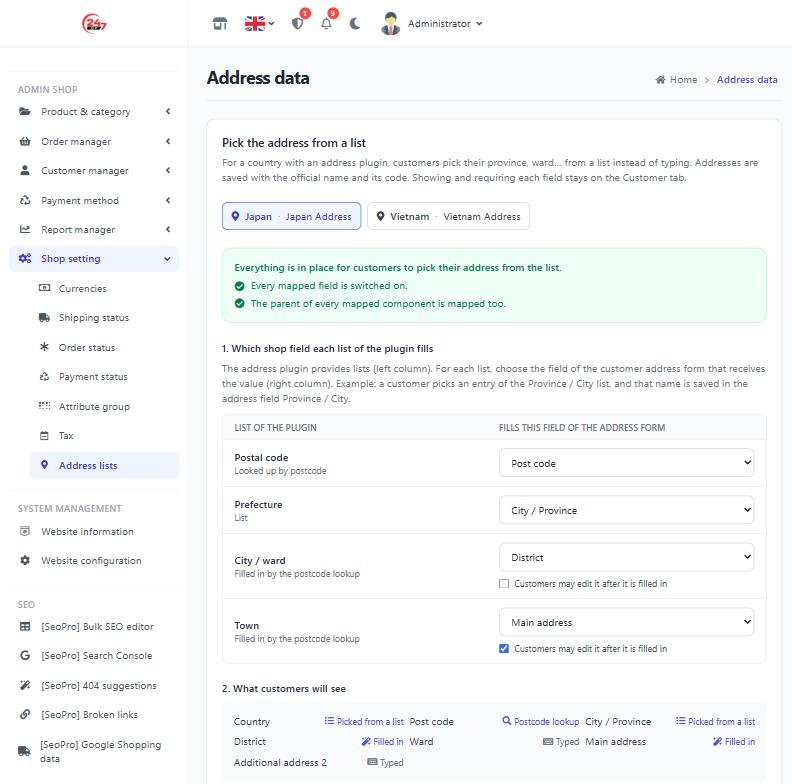 24
7
1
9
Administrator
ADMIN SHOP
Product & category
Order manager
Customer manager
Payment method
Report manager
Shop setting
Currencies
Shipping status
Order status
Payment status
Attribute group
Tax
Address lists
SYSTEM MANAGEMENT
Website information
Website configuration
SEO
[SeoPro] Bulk SEO editor
[SeoPro] Search Console
[SeoPro] 404 suggestions
[SeoPro] Broken links
[SeoPro] Google Shopping
data
Address data
Home > Address data
Pick the address from a list
For a country with an address plugin, customers pick their province, ward... from a list instead of typing. Addresses are
saved with the official name and its code. Showing and requiring each field stays on the Customer tab.
Japan · Japan Address
Vietnam · Vietnam Address
Everything is in place for customers to pick their address from the list.
Every mapped field is switched on.
The parent of every mapped component is mapped too.
1. Which shop field each list of the plugin fills
The address plugin provides lists (left column). For each list, choose the field of the customer address form that receives
the value (right column). Example: a customer picks an entry of the Province / City list, and that name is saved in the
address field Province / City.
LIST OF THE PLUGIN FILLS THIS FIELD OF THE ADDRESS FORM
Postal code
Looked up by postcode
Post code
Prefecture
List
City / Province
City / ward
Filled in by the postcode lookup
District
Customers may edit it after it is filled in
Town
Filled in by the postcode lookup
Main address
Customers may edit it after it is filled in
2. What customers will see
Country Picked from a list Post code Postcode lookup City / Province Picked from a list
District Filled in Ward Typed Main address Filled in
Additional address 2 Typed